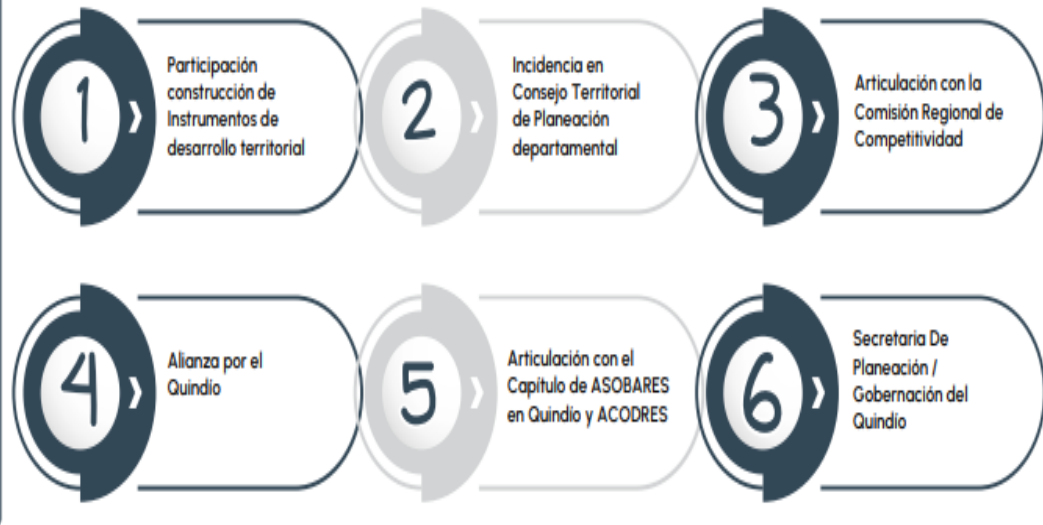 1
Participación
construcción de
Instrumentos de
desarrollo territorial
2
Incidencia en
Consejo Territorial
de Planeación
departamental
3
Articulación con la
Comisión Regional de
Competitividad
4
Alianza por el
Quindío
5
Articulación con el
Capítulo de ASOBARES
en Quindío y ACODRES
6
Secretaria De
Planeación /
Gobernación del
Quindío